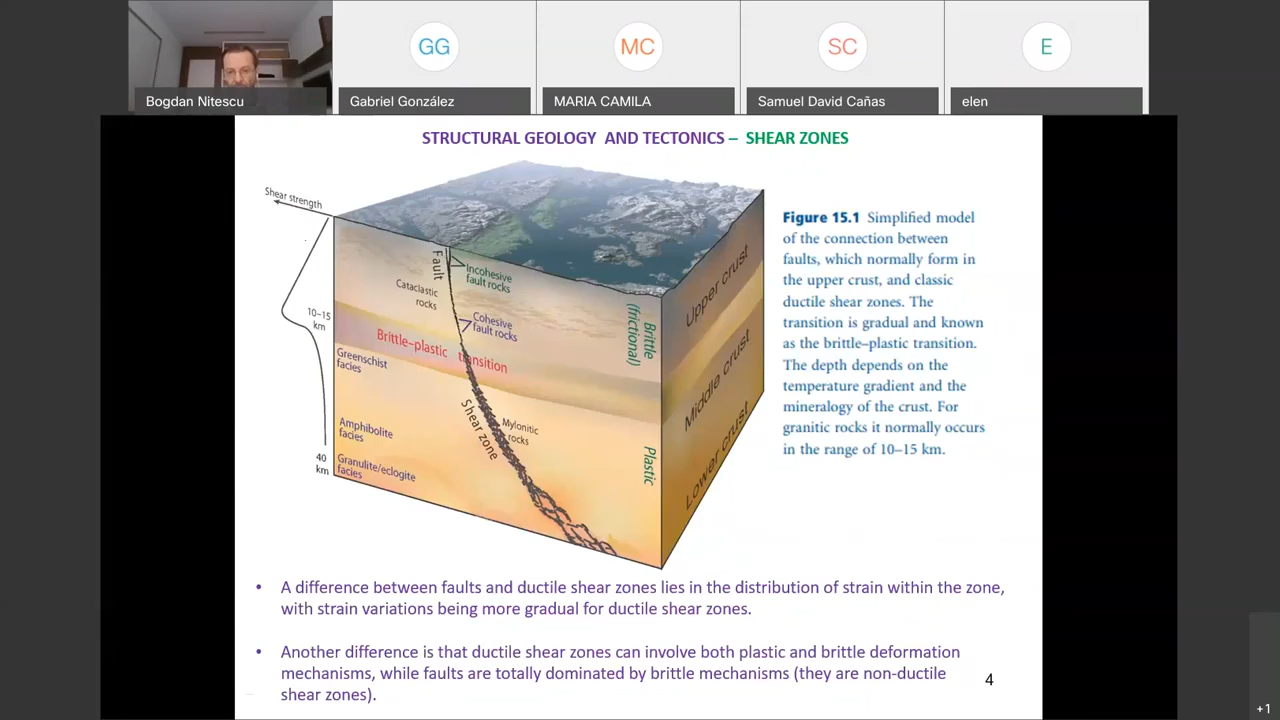 GG
MC
SC
E
Bogdan Nitescu
Gabriel González
MARIA CAMILA
Samuel David Cañas
elen
STRUCTURAL GEOLOGY AND TECTONICS – SHEAR ZONES
Shear strength
10–15
km
40
km
Fault
Incohesive
fault rocks
Cataclastic
rocks
Cohesive
fault rocks
Brittle–plastic transition
Greenschist
facies
Shear zone
Mylonitic
rocks
Amphibolite
facies
Granulite/eclogite
facies
Brittle
(frictional)
Plastic
Upper crust
Middle crust
Lower crust
Figure 15.1 Simplified model
of the connection between
faults, which normally form in
the upper crust, and classic
ductile shear zones. The
transition is gradual and known
as the brittle–plastic transition.
The depth depends on the
temperature gradient and the
mineralogy of the crust. For
granitic rocks it normally occurs
in the range of 10–15 km.
• A difference between faults and ductile shear zones lies in the distribution of strain within the zone,
with strain variations being more gradual for ductile shear zones.
• Another difference is that ductile shear zones can involve both plastic and brittle deformation
mechanisms, while faults are totally dominated by brittle mechanisms (they are non-ductile
shear zones).
4
+1